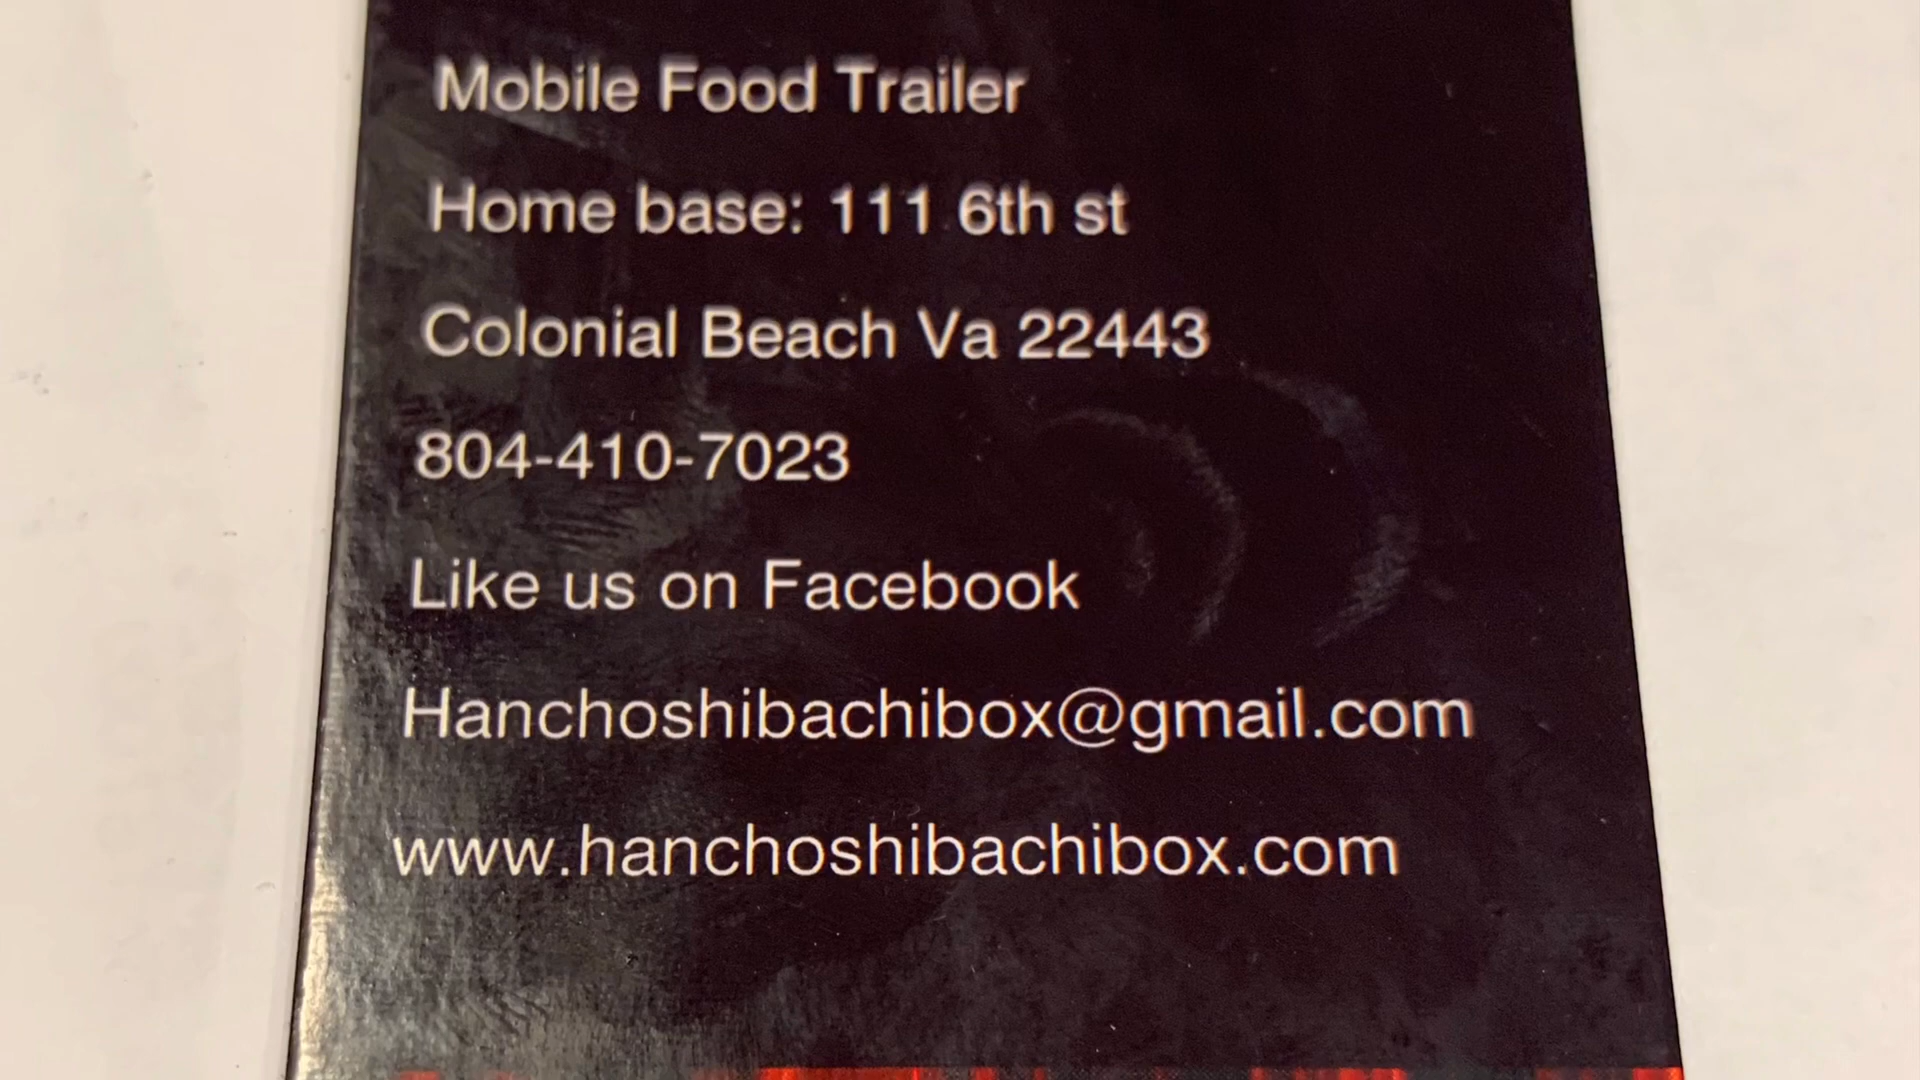 Mobile Food Trailer
Home base: 111 6th st
Colonial Beach Va 22443
804-410-7023
Like us on Facebook
Hanchoshibachibox@gmail.com
www.hanchoshibachibox.com